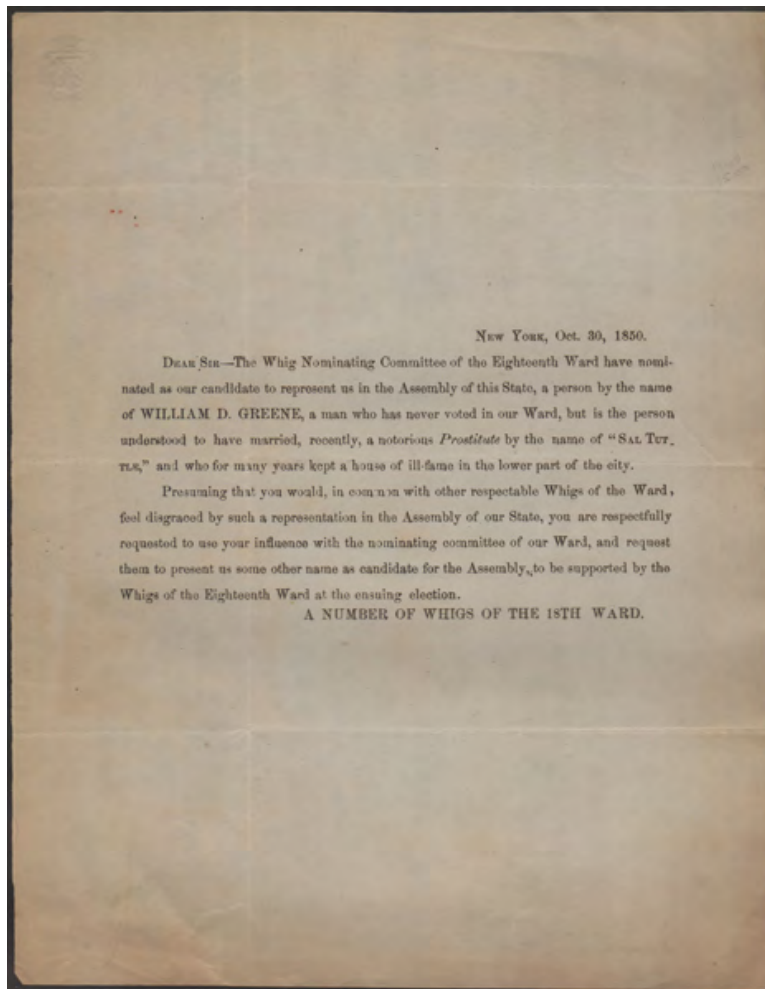 NEW YORK, Oct. 30, 1850.
DEAR SIR—The Whig Nominating Committee of the Eighteenth Ward have nomi-
nated as our candidate to represent us in the Assembly of this State, a person by the name
of WILLIAM D. GREENE, a man who has never voted in our Ward, but is the person
understood to have married, recently, a notorious Prostitute by the name of "SAL TUT-
TLE," and who for many years kept a house of ill-fame in the lower part of the city.
Presuming that you would, in common with other respectable Whigs of the Ward,
feel disgraced by such a representation in the Assembly of our State, you are respectfully
requested to use your influence with the nominating committee of our Ward, and request
them to present us some other name as candidate for the Assembly, to be supported by the
Whigs of the Eighteenth Ward at the ensuing election.
A NUMBER OF WHIGS OF THE 18TH WARD.